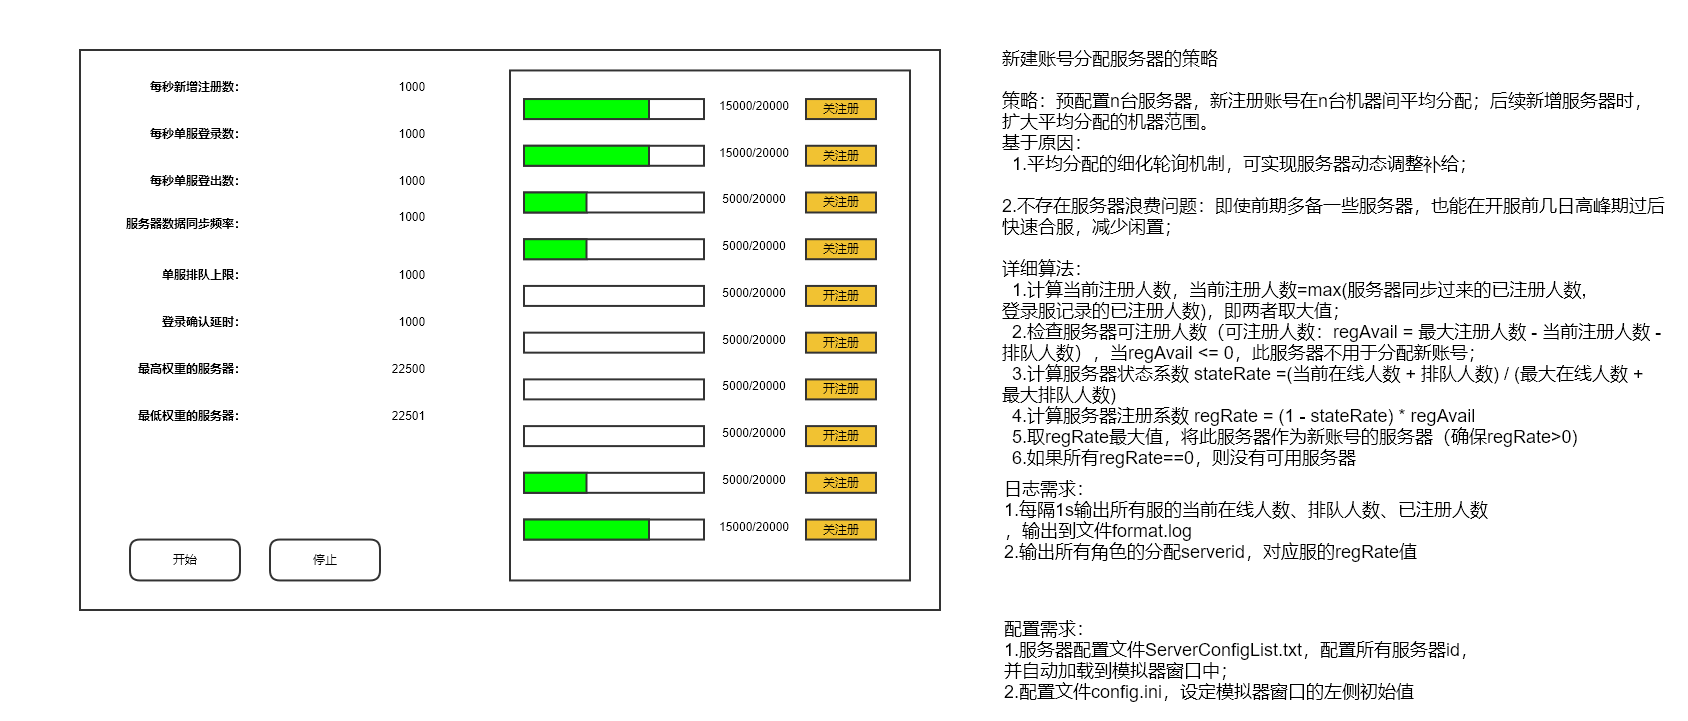 每秒新增注册数： 1000
每秒单服登录数： 1000
每秒单服登出数： 1000
服务器数据同步频率： 1000
单服排队上限： 1000
登录确认延时： 1000
最高权重的服务器： 22500
最低权重的服务器： 22501
开始 停止
15000/20000 关注册
15000/20000 关注册
5000/20000 关注册
5000/20000 关注册
5000/20000 开注册
5000/20000 开注册
5000/20000 开注册
5000/20000 开注册
5000/20000 关注册
15000/20000 关注册
新建账号分配服务器的策略
策略：预配置n台服务器，新注册账号在n台机器间平均分配；后续新增服务器时，
扩大平均分配的机器范围。
基于原因：
1.平均分配的细化轮询机制，可实现服务器动态调整补给；
2.不存在服务器浪费问题：即使前期多备一些服务器，也能在开服前几日高峰期过后
快速合服，减少闲置；
详细算法：
1.计算当前注册人数，当前注册人数=max(服务器同步过来的已注册人数,
登录服记录的已注册人数)，即两者取大值；
2.检查服务器可注册人数（可注册人数：regAvail = 最大注册人数 - 当前注册人数 -
排队人数），当regAvail <= 0，此服务器不用于分配新账号；
3.计算服务器状态系数 stateRate =(当前在线人数 + 排队人数) / (最大在线人数 +
最大排队人数)
4.计算服务器注册系数 regRate = (1 - stateRate) * regAvail
5.取regRate最大值，将此服务器作为新账号的服务器（确保regRate>0）
6.如果所有regRate==0，则没有可用服务器
日志需求：
1.每隔1s输出所有服的当前在线人数、排队人数、已注册人数
，输出到文件format.log
2.输出所有角色的分配serverid，对应服的regRate值
配置需求：
1.服务器配置文件ServerConfigList.txt，配置所有服务器id，
并自动加载到模拟器窗口中；
2.配置文件config.ini，设定模拟器窗口的左侧初始值